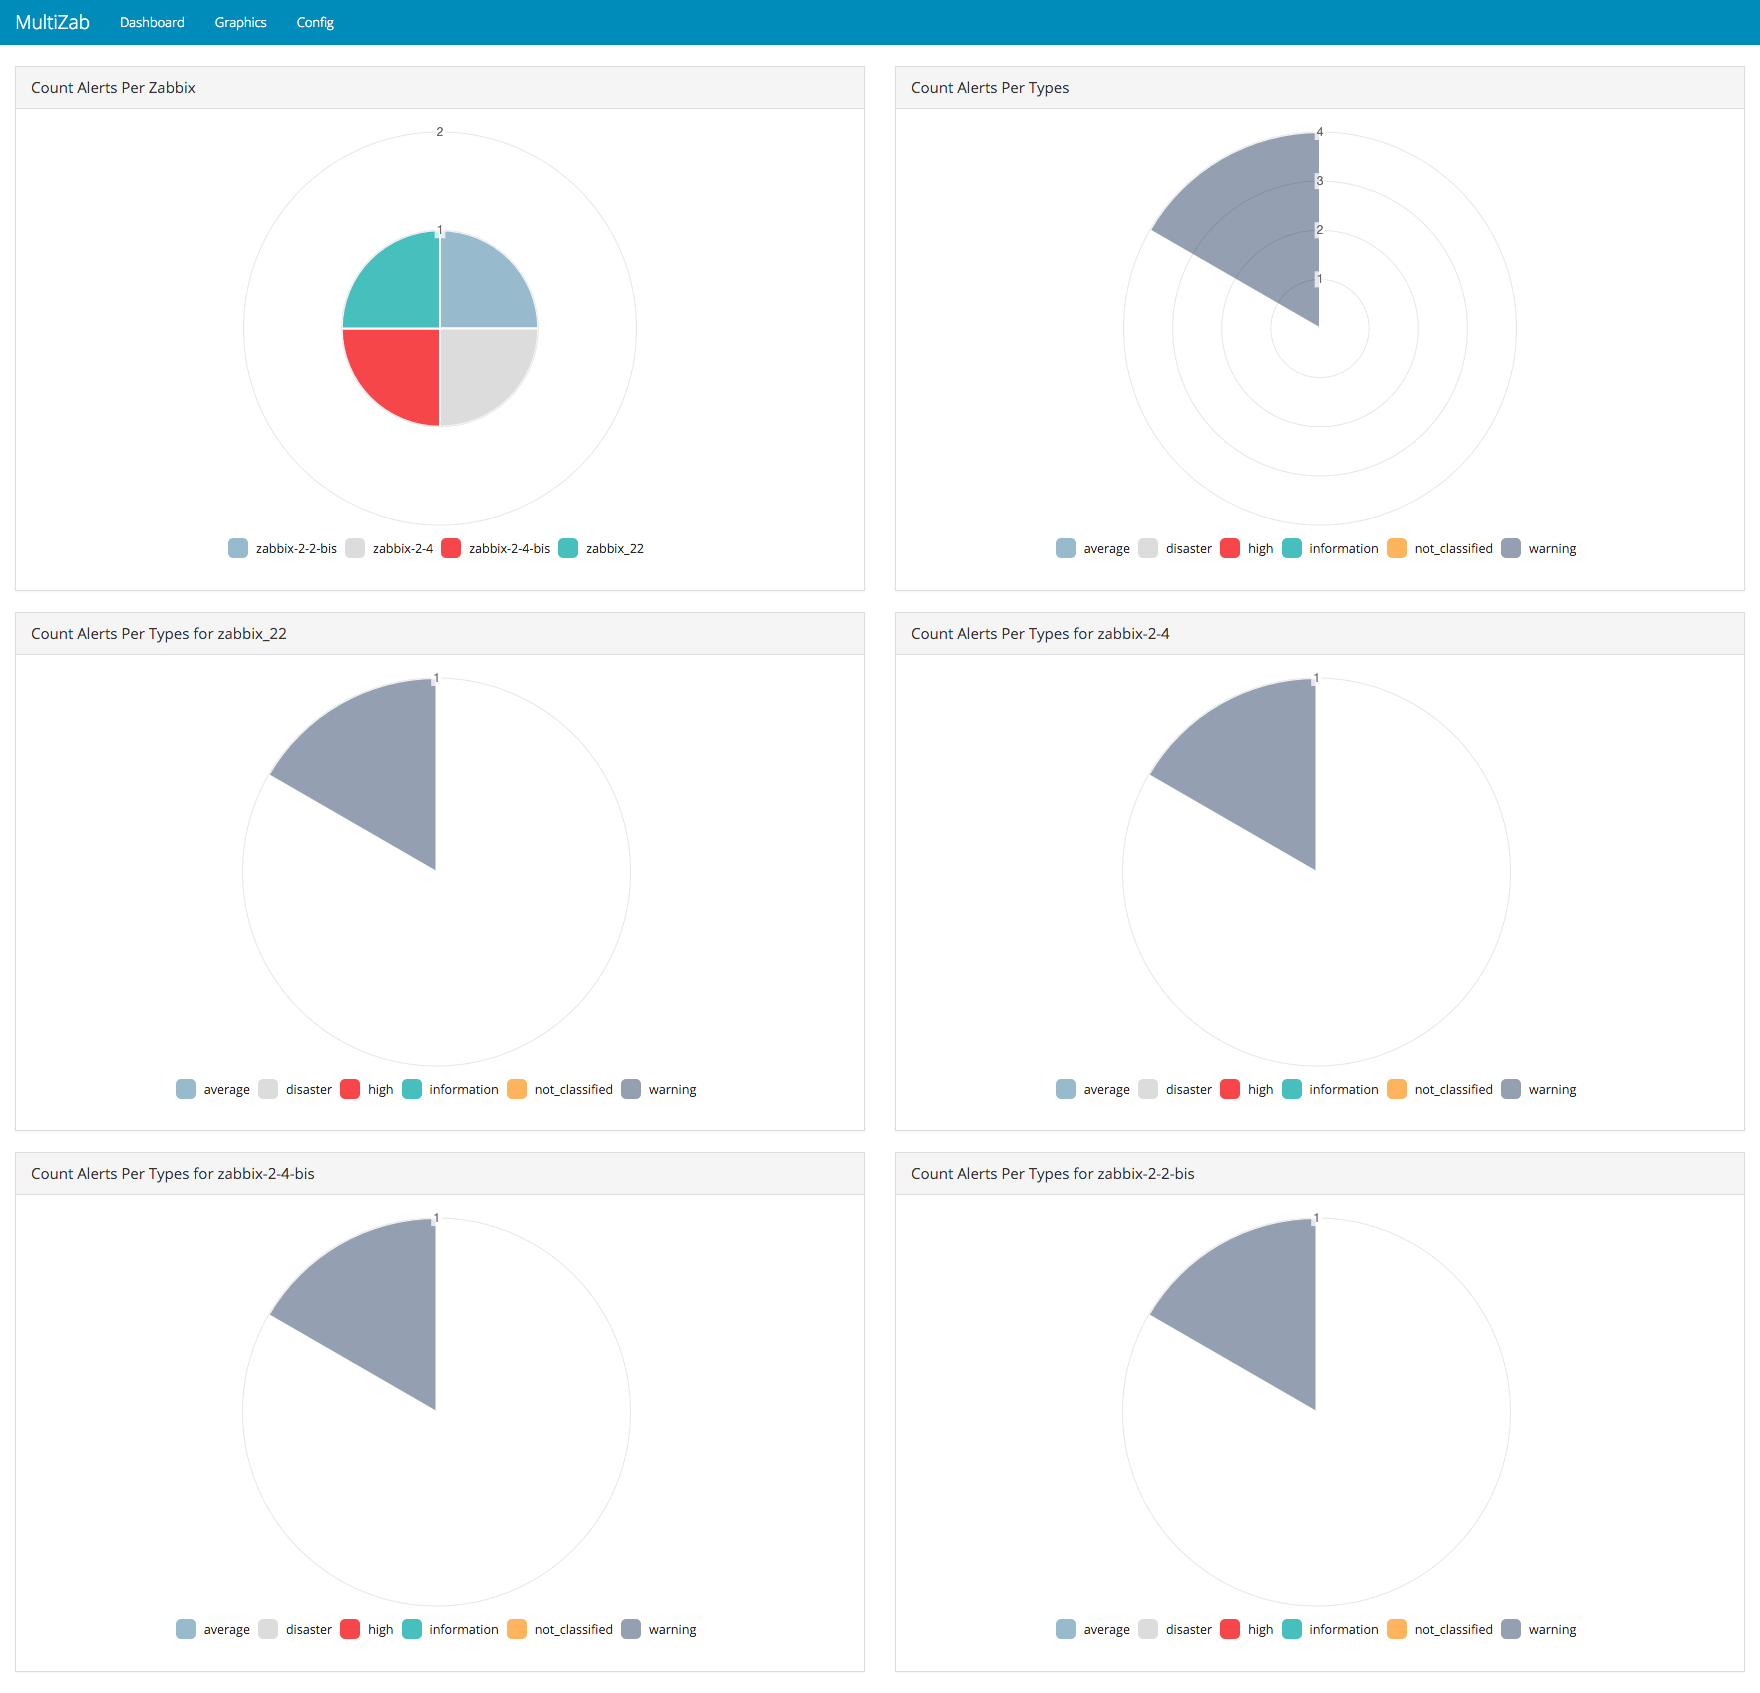 MultiZab Dashboard Graphics Config
Count Alerts Per Zabbix
2
1
zabbix-2-2-bis zabbix-2-4 zabbix-2-4-bis zabbix_22
Count Alerts Per Types
4
3
2
1
average disaster high information not_classified warning
Count Alerts Per Types for zabbix_22
1
average disaster high information not_classified warning
Count Alerts Per Types for zabbix-2-4
1
average disaster high information not_classified warning
Count Alerts Per Types for zabbix-2-4-bis
1
average disaster high information not_classified warning
Count Alerts Per Types for zabbix-2-2-bis
1
average disaster high information not_classified warning